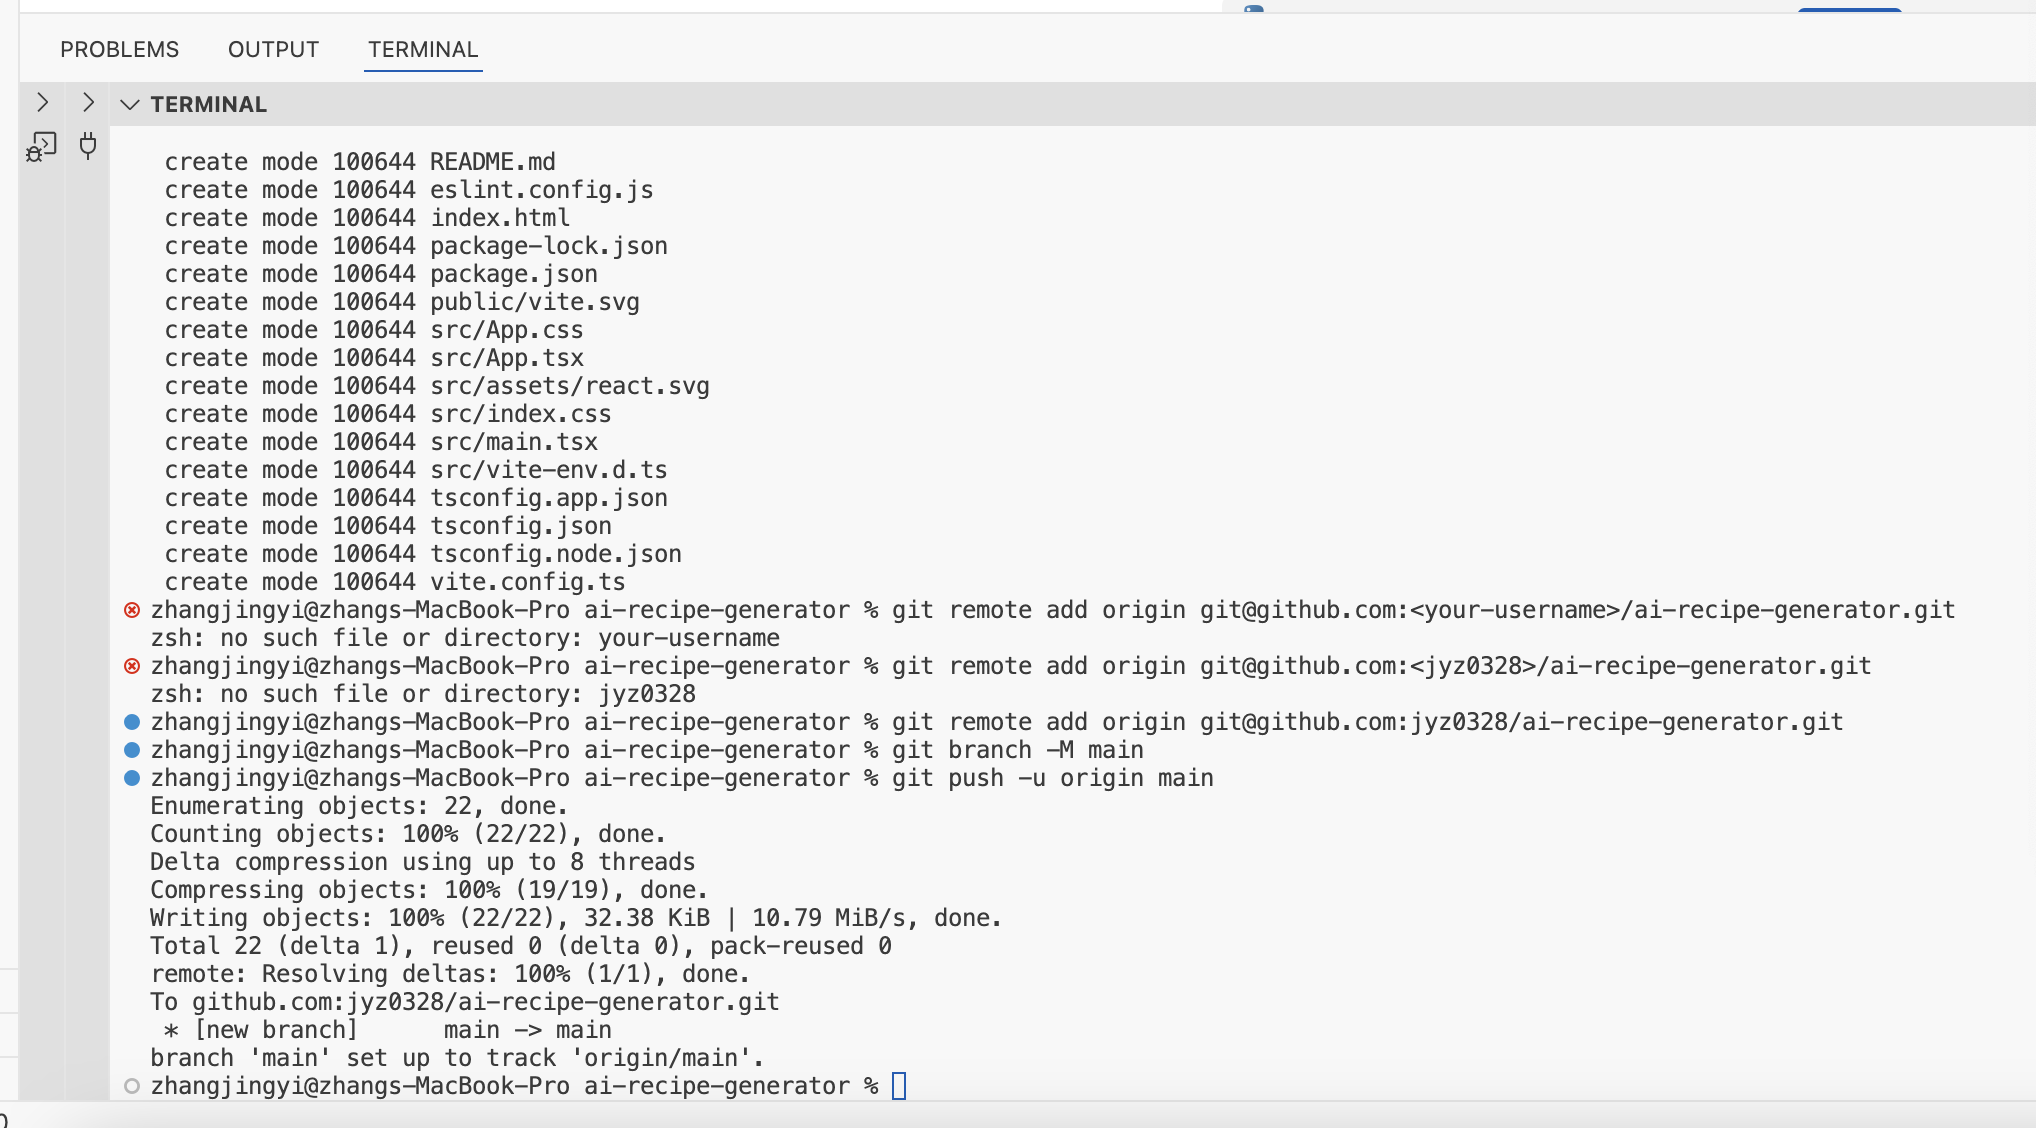 PROBLEMS OUTPUT TERMINAL
TERMINAL
create mode 100644 README.md
create mode 100644 eslint.config.js
create mode 100644 index.html
create mode 100644 package-lock.json
create mode 100644 package.json
create mode 100644 public/vite.svg
create mode 100644 src/App.css
create mode 100644 src/App.tsx
create mode 100644 src/assets/react.svg
create mode 100644 src/index.css
create mode 100644 src/main.tsx
create mode 100644 src/vite-env.d.ts
create mode 100644 tsconfig.app.json
create mode 100644 tsconfig.json
create mode 100644 tsconfig.node.json
create mode 100644 vite.config.ts
zhangjingyi@zhangs-MacBook-Pro ai-recipe-generator % git remote add origin git@github.com:<your-username>/ai-recipe-generator.git
zsh: no such file or directory: your-username
zhangjingyi@zhangs-MacBook-Pro ai-recipe-generator % git remote add origin git@github.com:<jyz0328>/ai-recipe-generator.git
zsh: no such file or directory: jyz0328
zhangjingyi@zhangs-MacBook-Pro ai-recipe-generator % git remote add origin git@github.com:jyz0328/ai-recipe-generator.git
zhangjingyi@zhangs-MacBook-Pro ai-recipe-generator % git branch -M main
zhangjingyi@zhangs-MacBook-Pro ai-recipe-generator % git push -u origin main
Enumerating objects: 22, done.
Counting objects: 100% (22/22), done.
Delta compression using up to 8 threads
Compressing objects: 100% (19/19), done.
Writing objects: 100% (22/22), 32.38 KiB | 10.79 MiB/s, done.
Total 22 (delta 1), reused 0 (delta 0), pack-reused 0
remote: Resolving deltas: 100% (1/1), done.
To github.com:jyz0328/ai-recipe-generator.git
* [new branch]      main -> main
branch 'main' set up to track 'origin/main'.
zhangjingyi@zhangs-MacBook-Pro ai-recipe-generator %